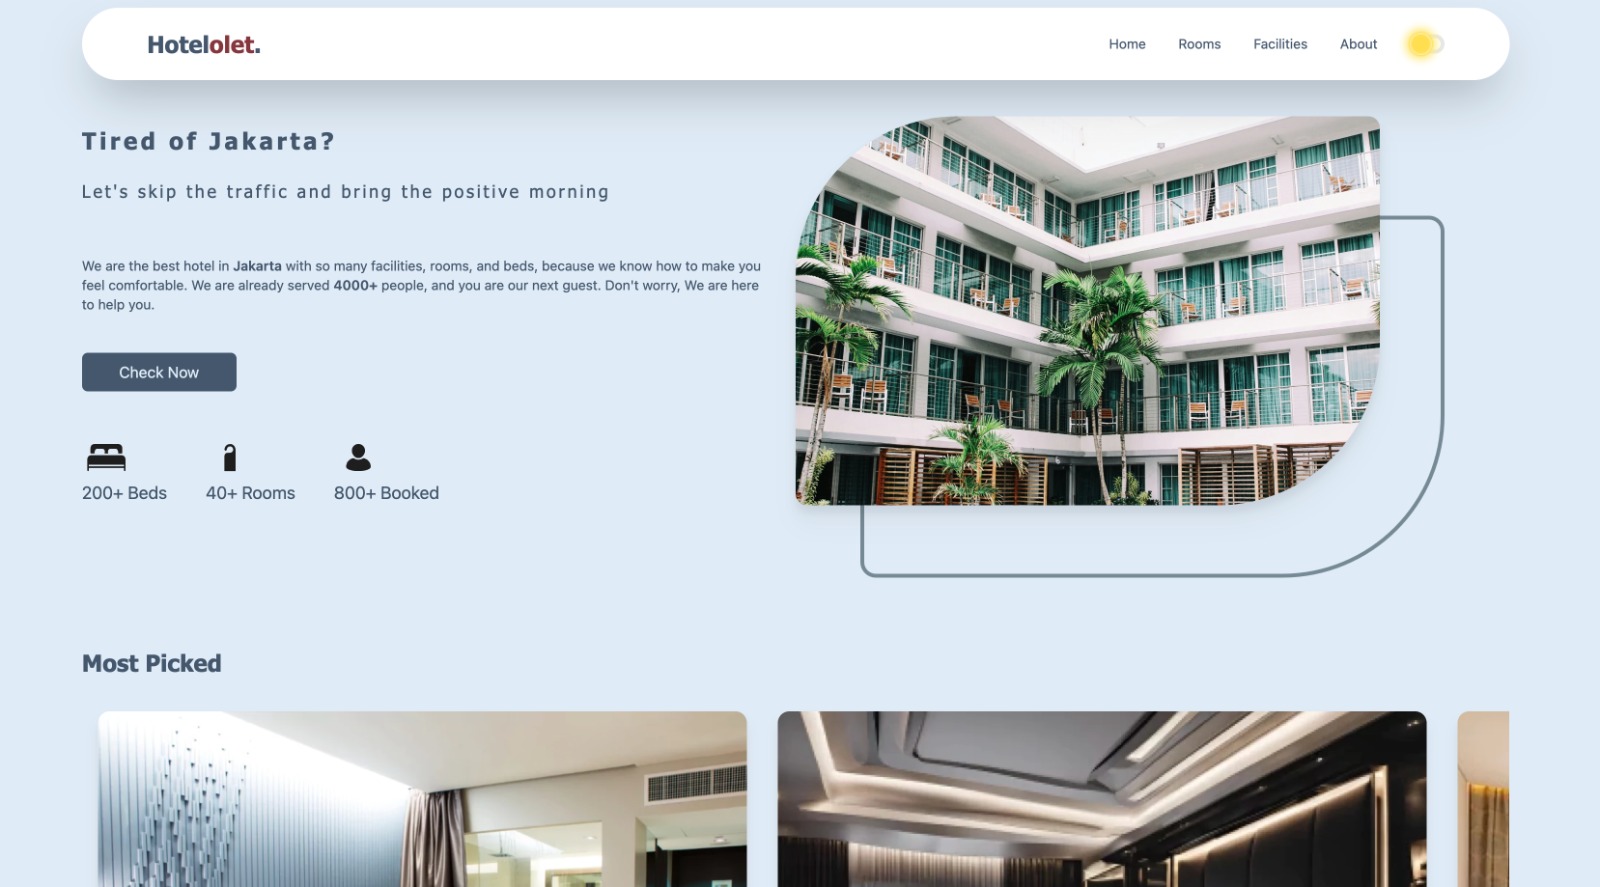 Hotelolet.
Home Rooms Facilities About
Tired of Jakarta?
Let's skip the traffic and bring the positive morning
We are the best hotel in Jakarta with so many facilities, rooms, and beds, because we know how to make you
feel comfortable. We are already served 4000+ people, and you are our next guest. Don't worry, We are here
to help you.
Check Now
200+ Beds 40+ Rooms 800+ Booked
Most Picked